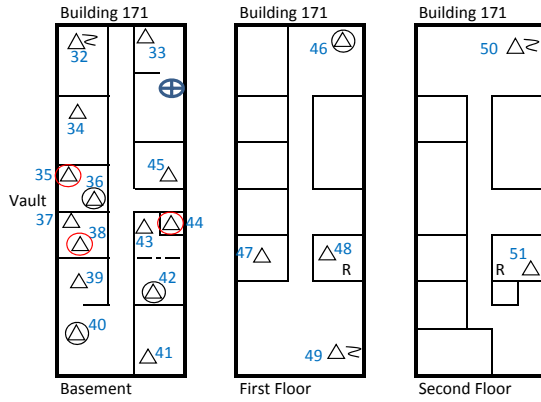 Building 171
Building 171
Building 171
32
33
46
50
34
35
36
45
Vault
37
38
43
44
47
48
R
51
R
39
42
40
41
49
Basement
First Floor
Second Floor